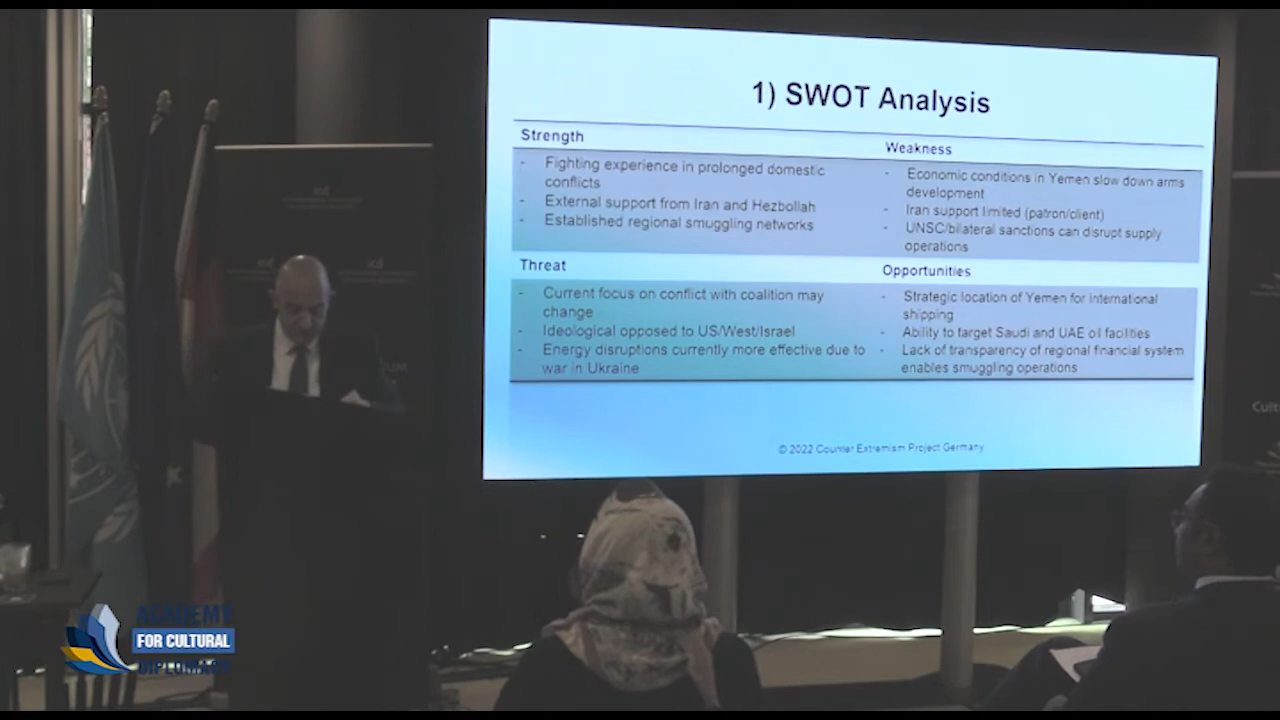 1) SWOT Analysis
Strength
- Fighting experience in prolonged domestic
conflicts
- External support from Iran and Hezbollah
- Established regional smuggling networks
Weakness
- Economic conditions in Yemen slow down arms
development
- Iran support limited (patron/client)
- UNSC/bilateral sanctions can disrupt supply
operations
Threat
- Current focus on conflict with coalition may
change
- Ideological opposed to US/West/Israel
- Energy disruptions currently more effective due to
war in Ukraine
Opportunities
- Strategic location of Yemen for international
shipping
- Ability to target Saudi and UAE oil facilities
- Lack of transparency of regional financial system
enables smuggling operations
© 2022 Counter Extremism Project Germany
icd
icd
icd
Cult
ACADEMY
FOR CULTURAL
DIPLOMACY